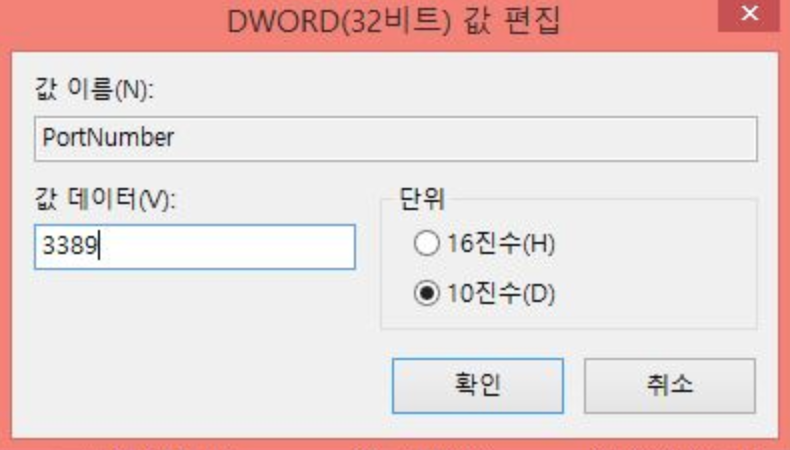 DWORD(32비트) 값 편집
값 이름(N):
PortNumber
값 데이터(V):
3389
단위
16진수(H)
10진수(D)
확인
취소